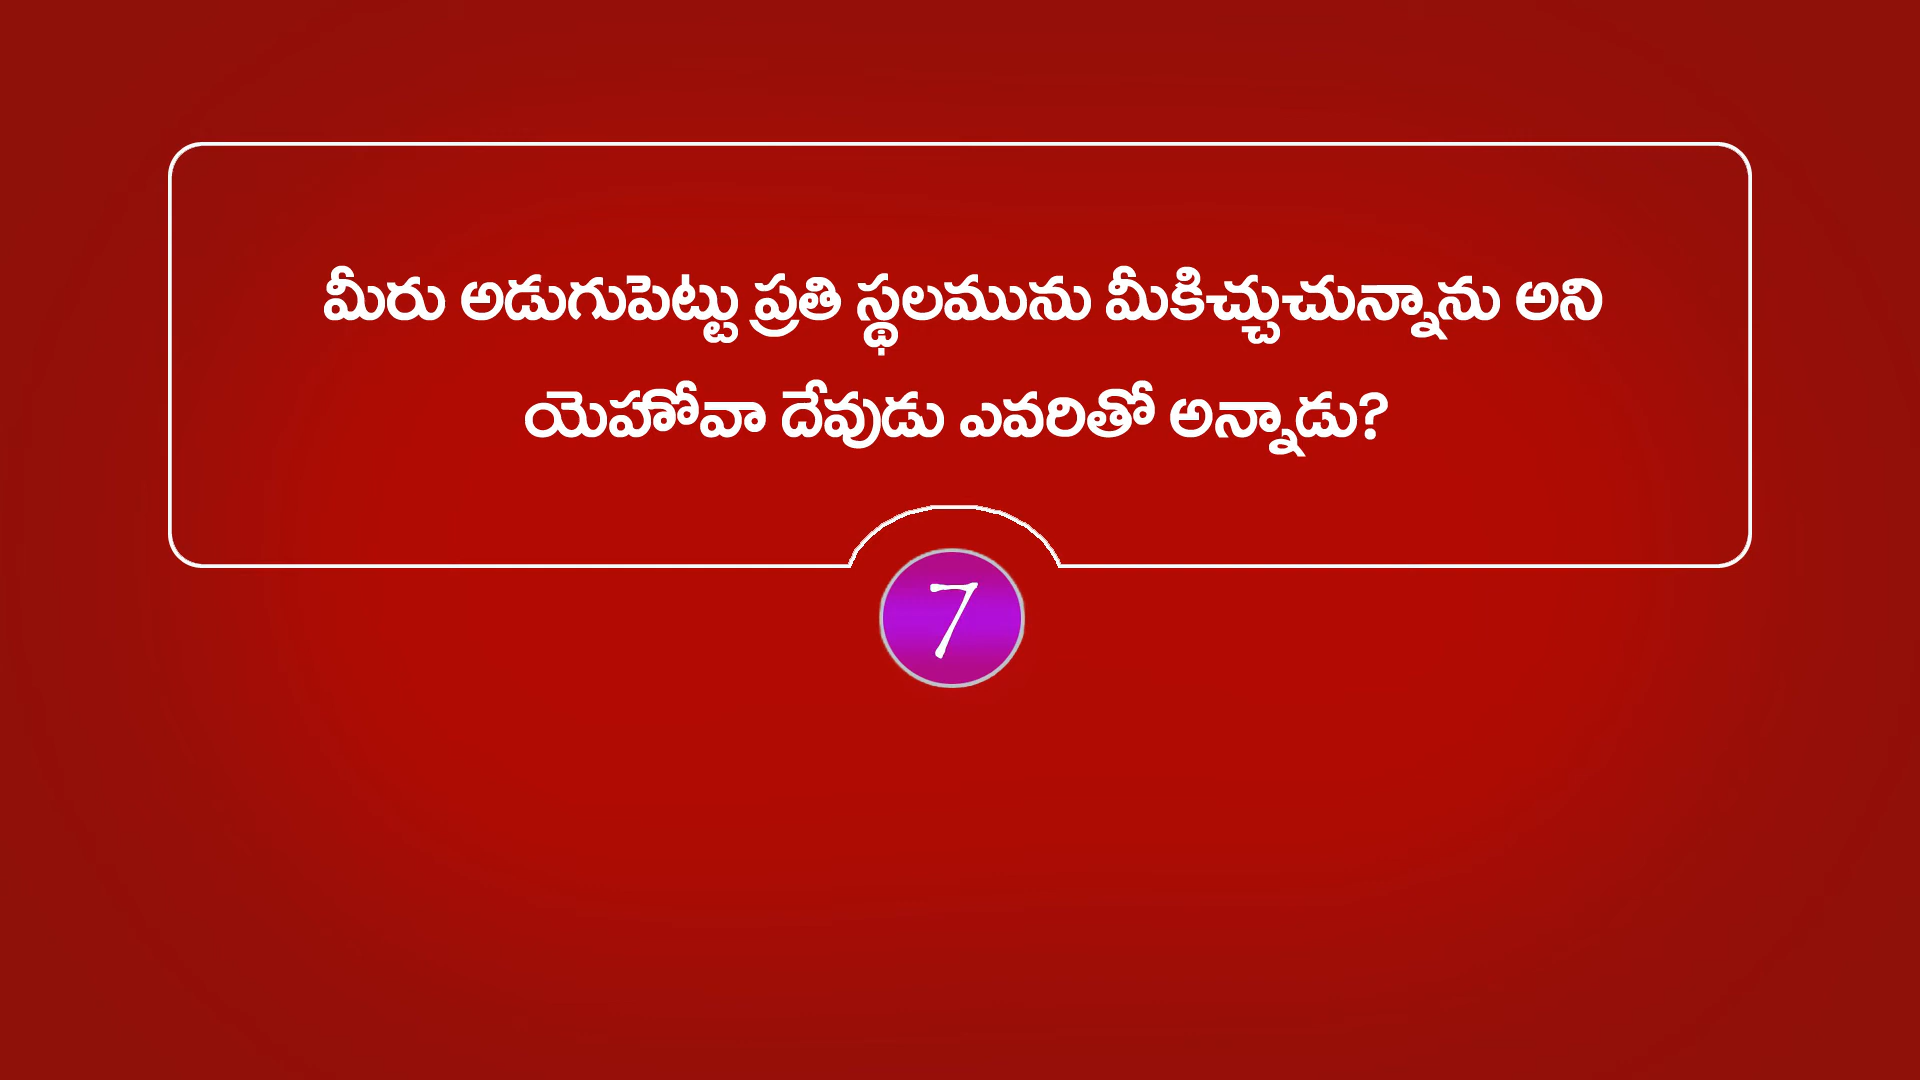 మీరు అడుగుపెట్టు ప్రతి స్థలమును మీకిచ్చుచున్నాను అని
యెహోవా దేవుడు ఎవరితో అన్నాడు?
7